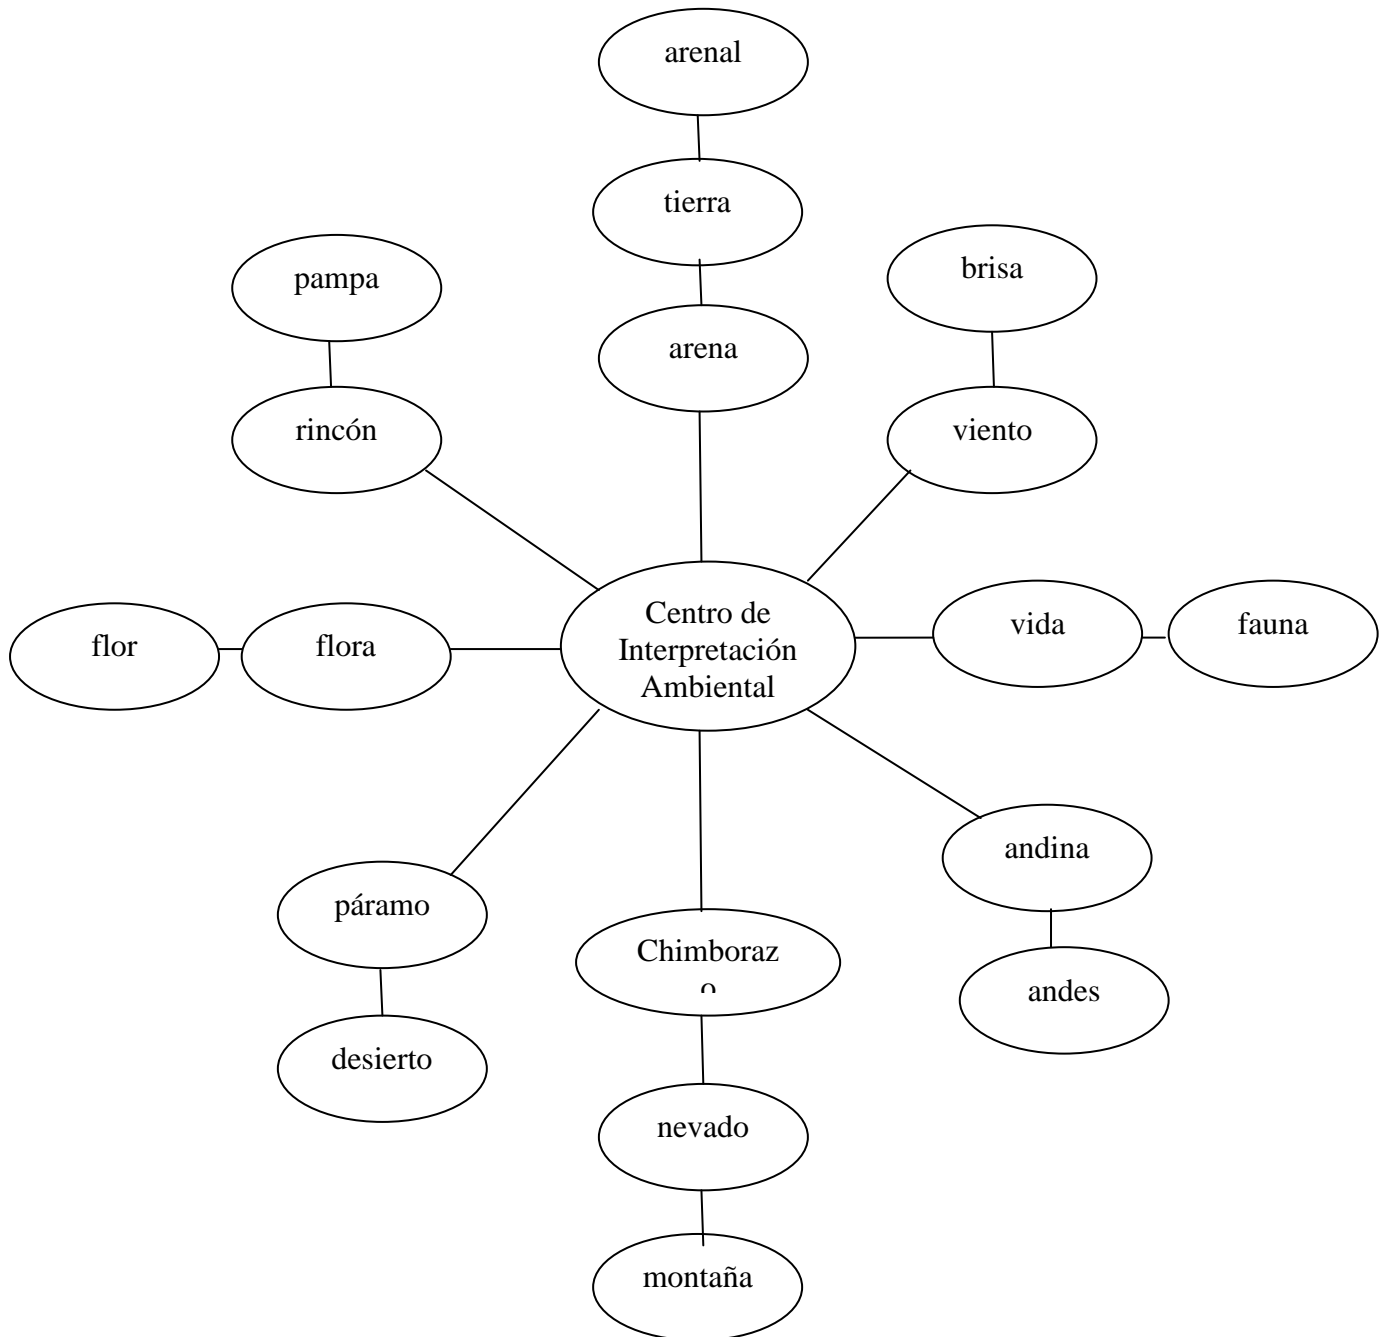 arenal
tierra
brisa
pampa
arena
rincón
viento
Centro de
Interpretación
Ambiental
vida
fauna
flor
flora
andina
páramo
Chimboraz
o
andes
desierto
nevado
montaña